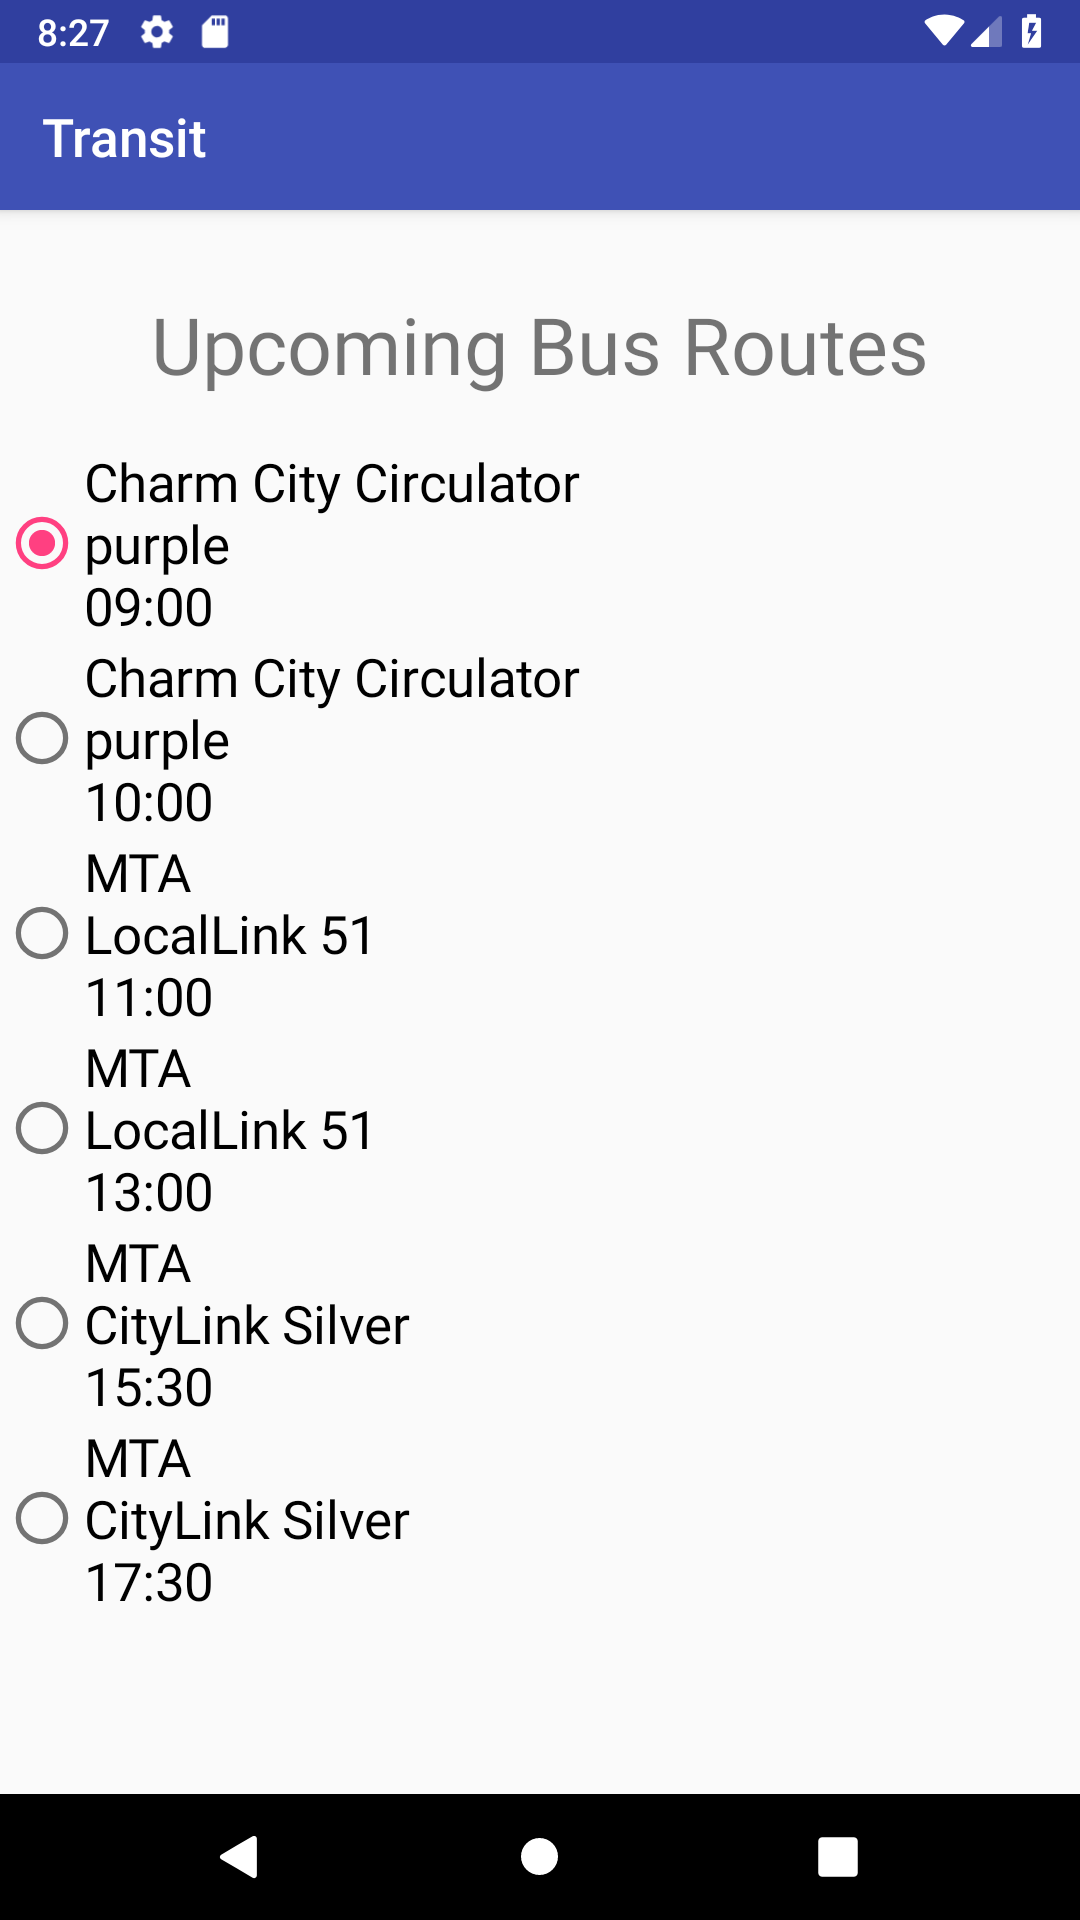 8:27
Transit
Upcoming Bus Routes
Charm City Circulator
purple
09:00
Charm City Circulator
purple
10:00
MTA
LocalLink 51
11:00
MTA
LocalLink 51
13:00
MTA
CityLink Silver
15:30
MTA
CityLink Silver
17:30